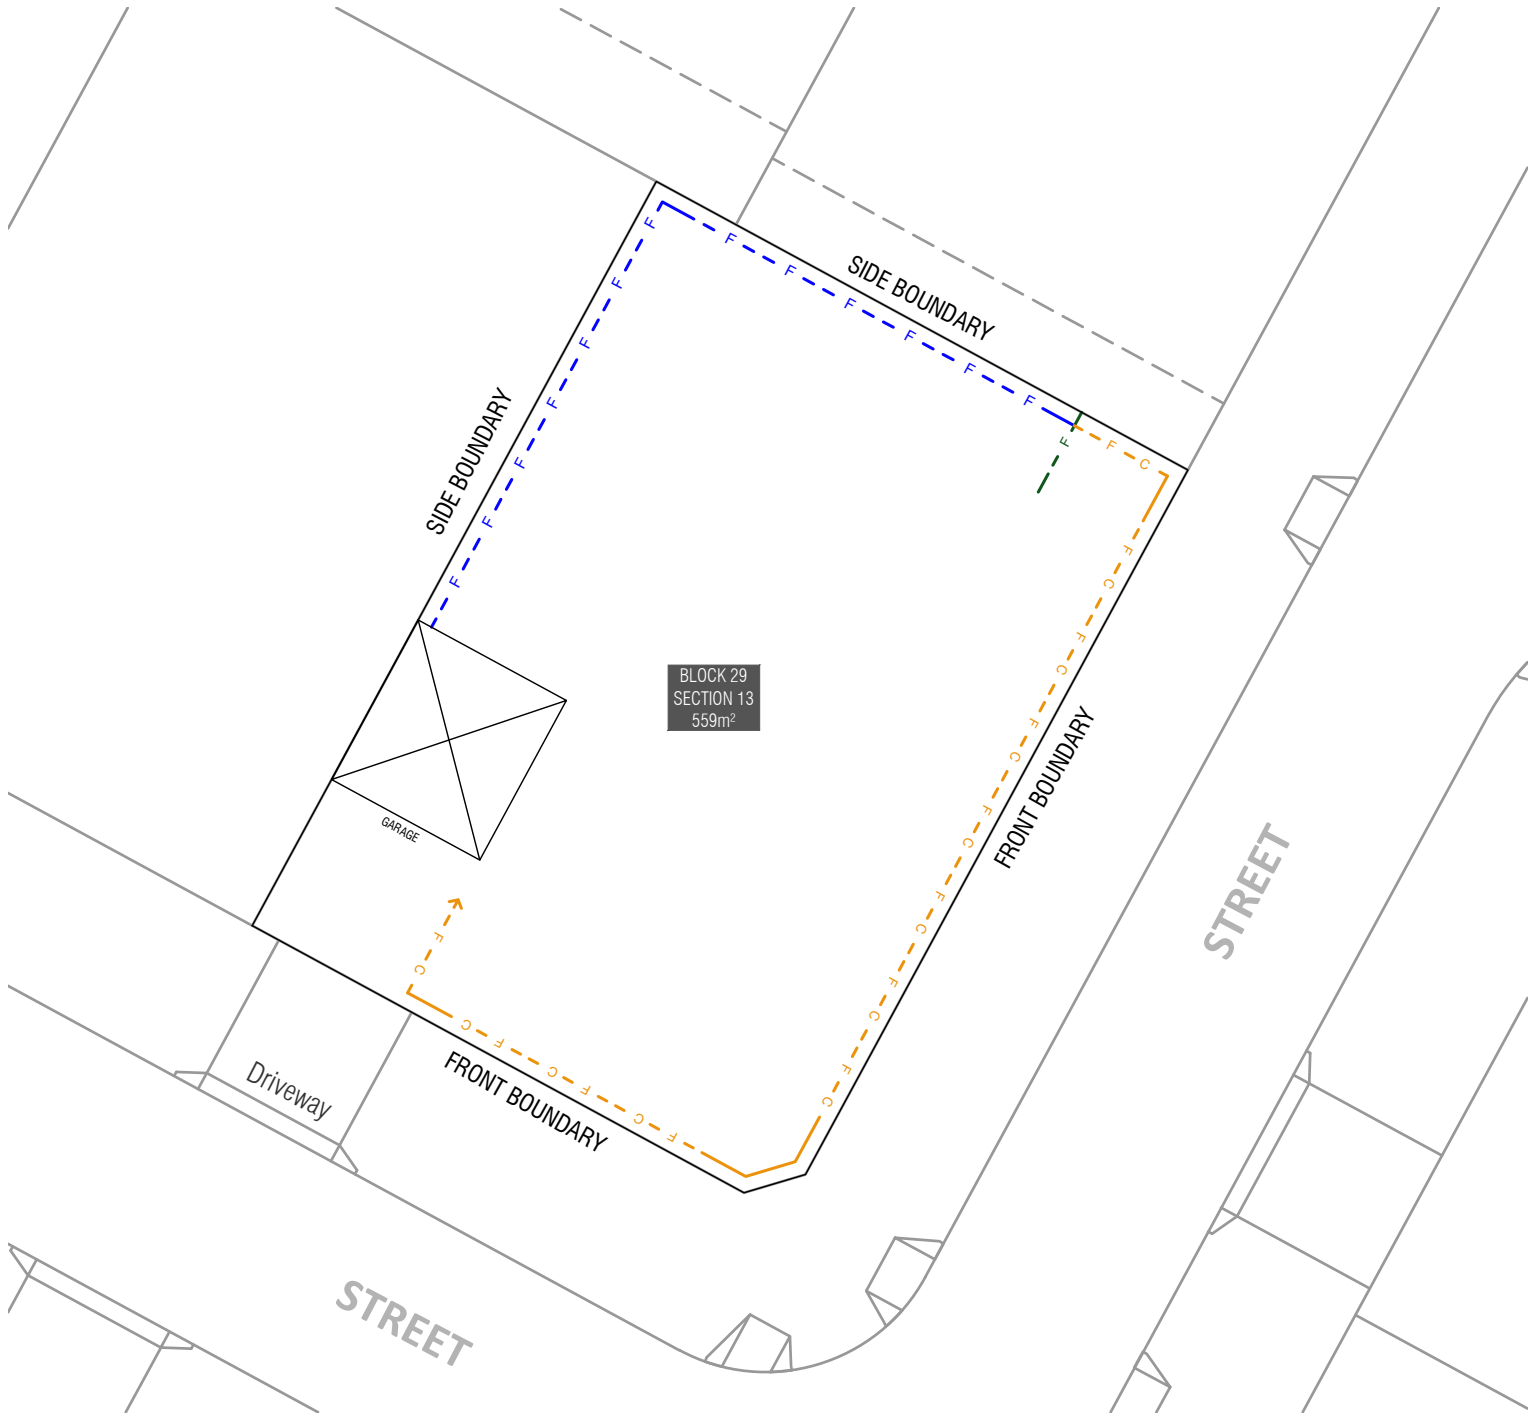 SIDE BOUNDARY
F F F F F F
F
F C
SIDE BOUNDARY
F F F F F F F
BLOCK 29
SECTION 13
559m²
F C F C F C F C F C F C F C
FRONT BOUNDARY
GARAGE
STREET
F C
C F C F C F
FRONT BOUNDARY
Driveway
STREET